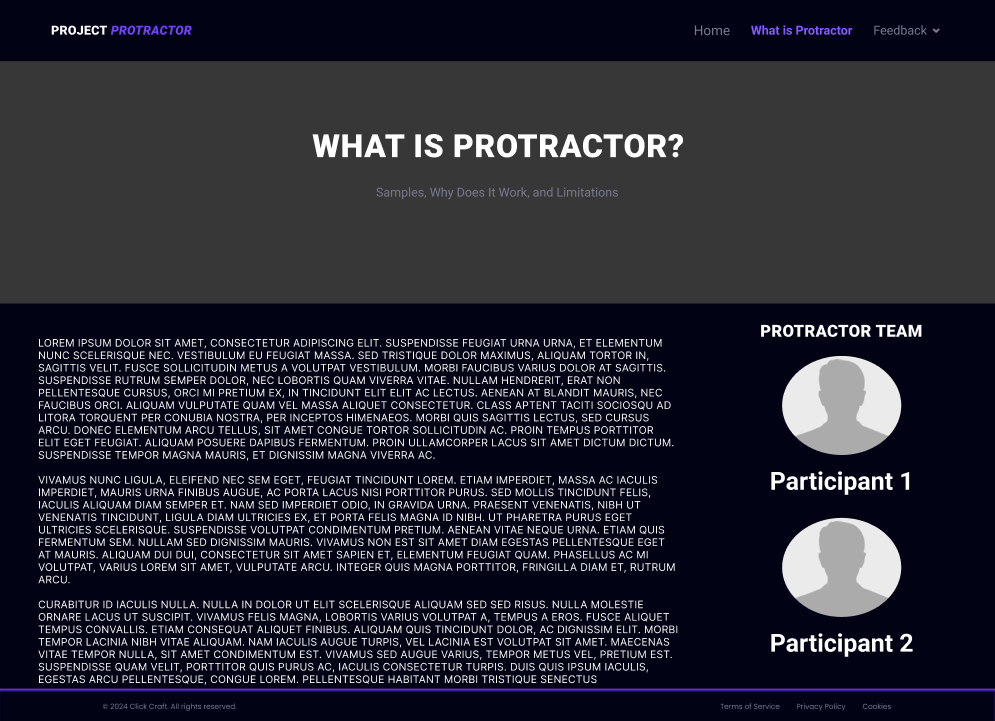 PROJECT PROTRACTOR
Home
What is Protractor
Feedback
WHAT IS PROTRACTOR?
Samples, Why Does It Work, and Limitations
LOREM IPSUM DOLOR SIT AMET, CONSECTETUR ADIPISCING ELIT. SUSPENDISSE FEUGIAT URNA URNA, ET ELEMENTUM
NUNC SCELERISQUE NEC. VESTIBULUM EU FEUGIAT MASSA. SED TRISTIQUE DOLOR MAXIMUS, ALIQUAM TORTOR IN,
SAGITTIS VELIT. FUSCE SOLLICITUDIN METUS A VOLUTPAT VESTIBULUM. MORBI FAUCIBUS VARIUS DOLOR AT SAGITTIS.
SUSPENDISSE RUTRUM SEMPER DOLOR, NEC LOBORTIS QUAM VIVERRA VITAE. NULLAM HENDRERIT, ERAT NON
PELLENTESQUE CURSUS, ORCI MI PRETIUM EX, IN TINCIDUNT ELIT ELIT AC LECTUS. AENEAN AT BLANDIT MAURIS, NEC
FAUCIBUS ORCI. ALIQUAM VULPUTATE QUAM VEL MASSA ALIQUET CONSECTETUR. CLASS APTENT TACITI SOCIOSQU AD
LITORA TORQUENT PER CONUBIA NOSTRA, PER INCEPTOS HIMENAEOS. MORBI QUIS SAGITTIS LECTUS, SED CURSUS
ARCU. DONEC ELEMENTUM ARCU TELLUS, SIT AMET CONGUE TORTOR SOLLICITUDIN AC. PROIN TEMPUS PORTTITOR
ELIT EGET FEUGIAT. ALIQUAM POSUERE DAPIBUS FERMENTUM. PROIN ULLAMCORPER LACUS SIT AMET DICTUM DICTUM.
SUSPENDISSE TEMPOR MAGNA MAURIS, ET DIGNISSIM MAGNA VIVERRA AC.
VIVAMUS NUNC LIGULA, ELEIFEND NEC SEM EGET, FEUGIAT TINCIDUNT LOREM. ETIAM IMPERDIET, MASSA AC IACULIS
IMPERDIET, MAURIS URNA FINIBUS AUGUE, AC PORTA LACUS NISI PORTTITOR PURUS. SED MOLLIS TINCIDUNT FELIS,
IACULIS ALIQUAM DIAM SEMPER ET. NAM SED IMPERDIET ODIO, IN GRAVIDA URNA. PRAESENT VENENATIS, NIBH UT
VENENATIS TINCIDUNT, LIGULA DIAM ULTRICIES EX, ET PORTA FELIS MAGNA ID NIBH. UT PHARETRA PURUS EGET
ULTRICIES SCELERISQUE. SUSPENDISSE VOLUTPAT CONDIMENTUM PRETIUM. AENEAN VITAE NEQUE URNA. ETIAM QUIS
FERMENTUM SEM. NULLAM SED DIGNISSIM MAURIS. VIVAMUS NON EST SIT AMET DIAM EGESTAS PELLENTESQUE EGET
AT MAURIS. ALIQUAM DUI DUI, CONSECTETUR SIT AMET SAPIEN ET, ELEMENTUM FEUGIAT QUAM. PHASELLUS AC MI
VOLUTPAT, VARIUS LOREM SIT AMET, VULPUTATE ARCU. INTEGER QUIS MAGNA PORTTITOR, FRINGILLA DIAM ET, RUTRUM
ARCU.
CURABITUR ID IACULIS NULLA. NULLA IN DOLOR UT ELIT SCELERISQUE ALIQUAM SED SED RISUS. NULLA MOLESTIE
ORNARE LACUS UT SUSCIPIT. VIVAMUS FELIS MAGNA, LOBORTIS VARIUS VOLUTPAT A, TEMPUS A EROS. FUSCE ALIQUET
TEMPUS CONVALLIS. ETIAM CONSEQUAT ALIQUET FINIBUS. ALIQUAM QUIS TINCIDUNT DOLOR, AC DIGNISSIM ELIT. MORBI
TEMPOR LACINIA NIBH VITAE ALIQUAM. NAM IACULIS AUGUE TURPIS, VEL LACINIA EST VOLUTPAT SIT AMET. MAECENAS
VITAE TEMPOR NULLA, SIT AMET CONDIMENTUM EST. VIVAMUS SED AUGUE VARIUS, TEMPOR METUS VEL, PRETIUM EST.
SUSPENDISSE QUAM VELIT, PORTTITOR QUIS PURUS AC, IACULIS CONSECTETUR TURPIS. DUIS QUIS IPSUM IACULIS,
EGESTAS ARCU PELLENTESQUE, CONGUE LOREM. PELLENTESQUE HABITANT MORBI TRISTIQUE SENECTUS
PROTRACTOR TEAM
Participant 1
Participant 2
© 2024 Click Craft. All rights reserved.
Terms of Service
Privacy Policy
Cookies